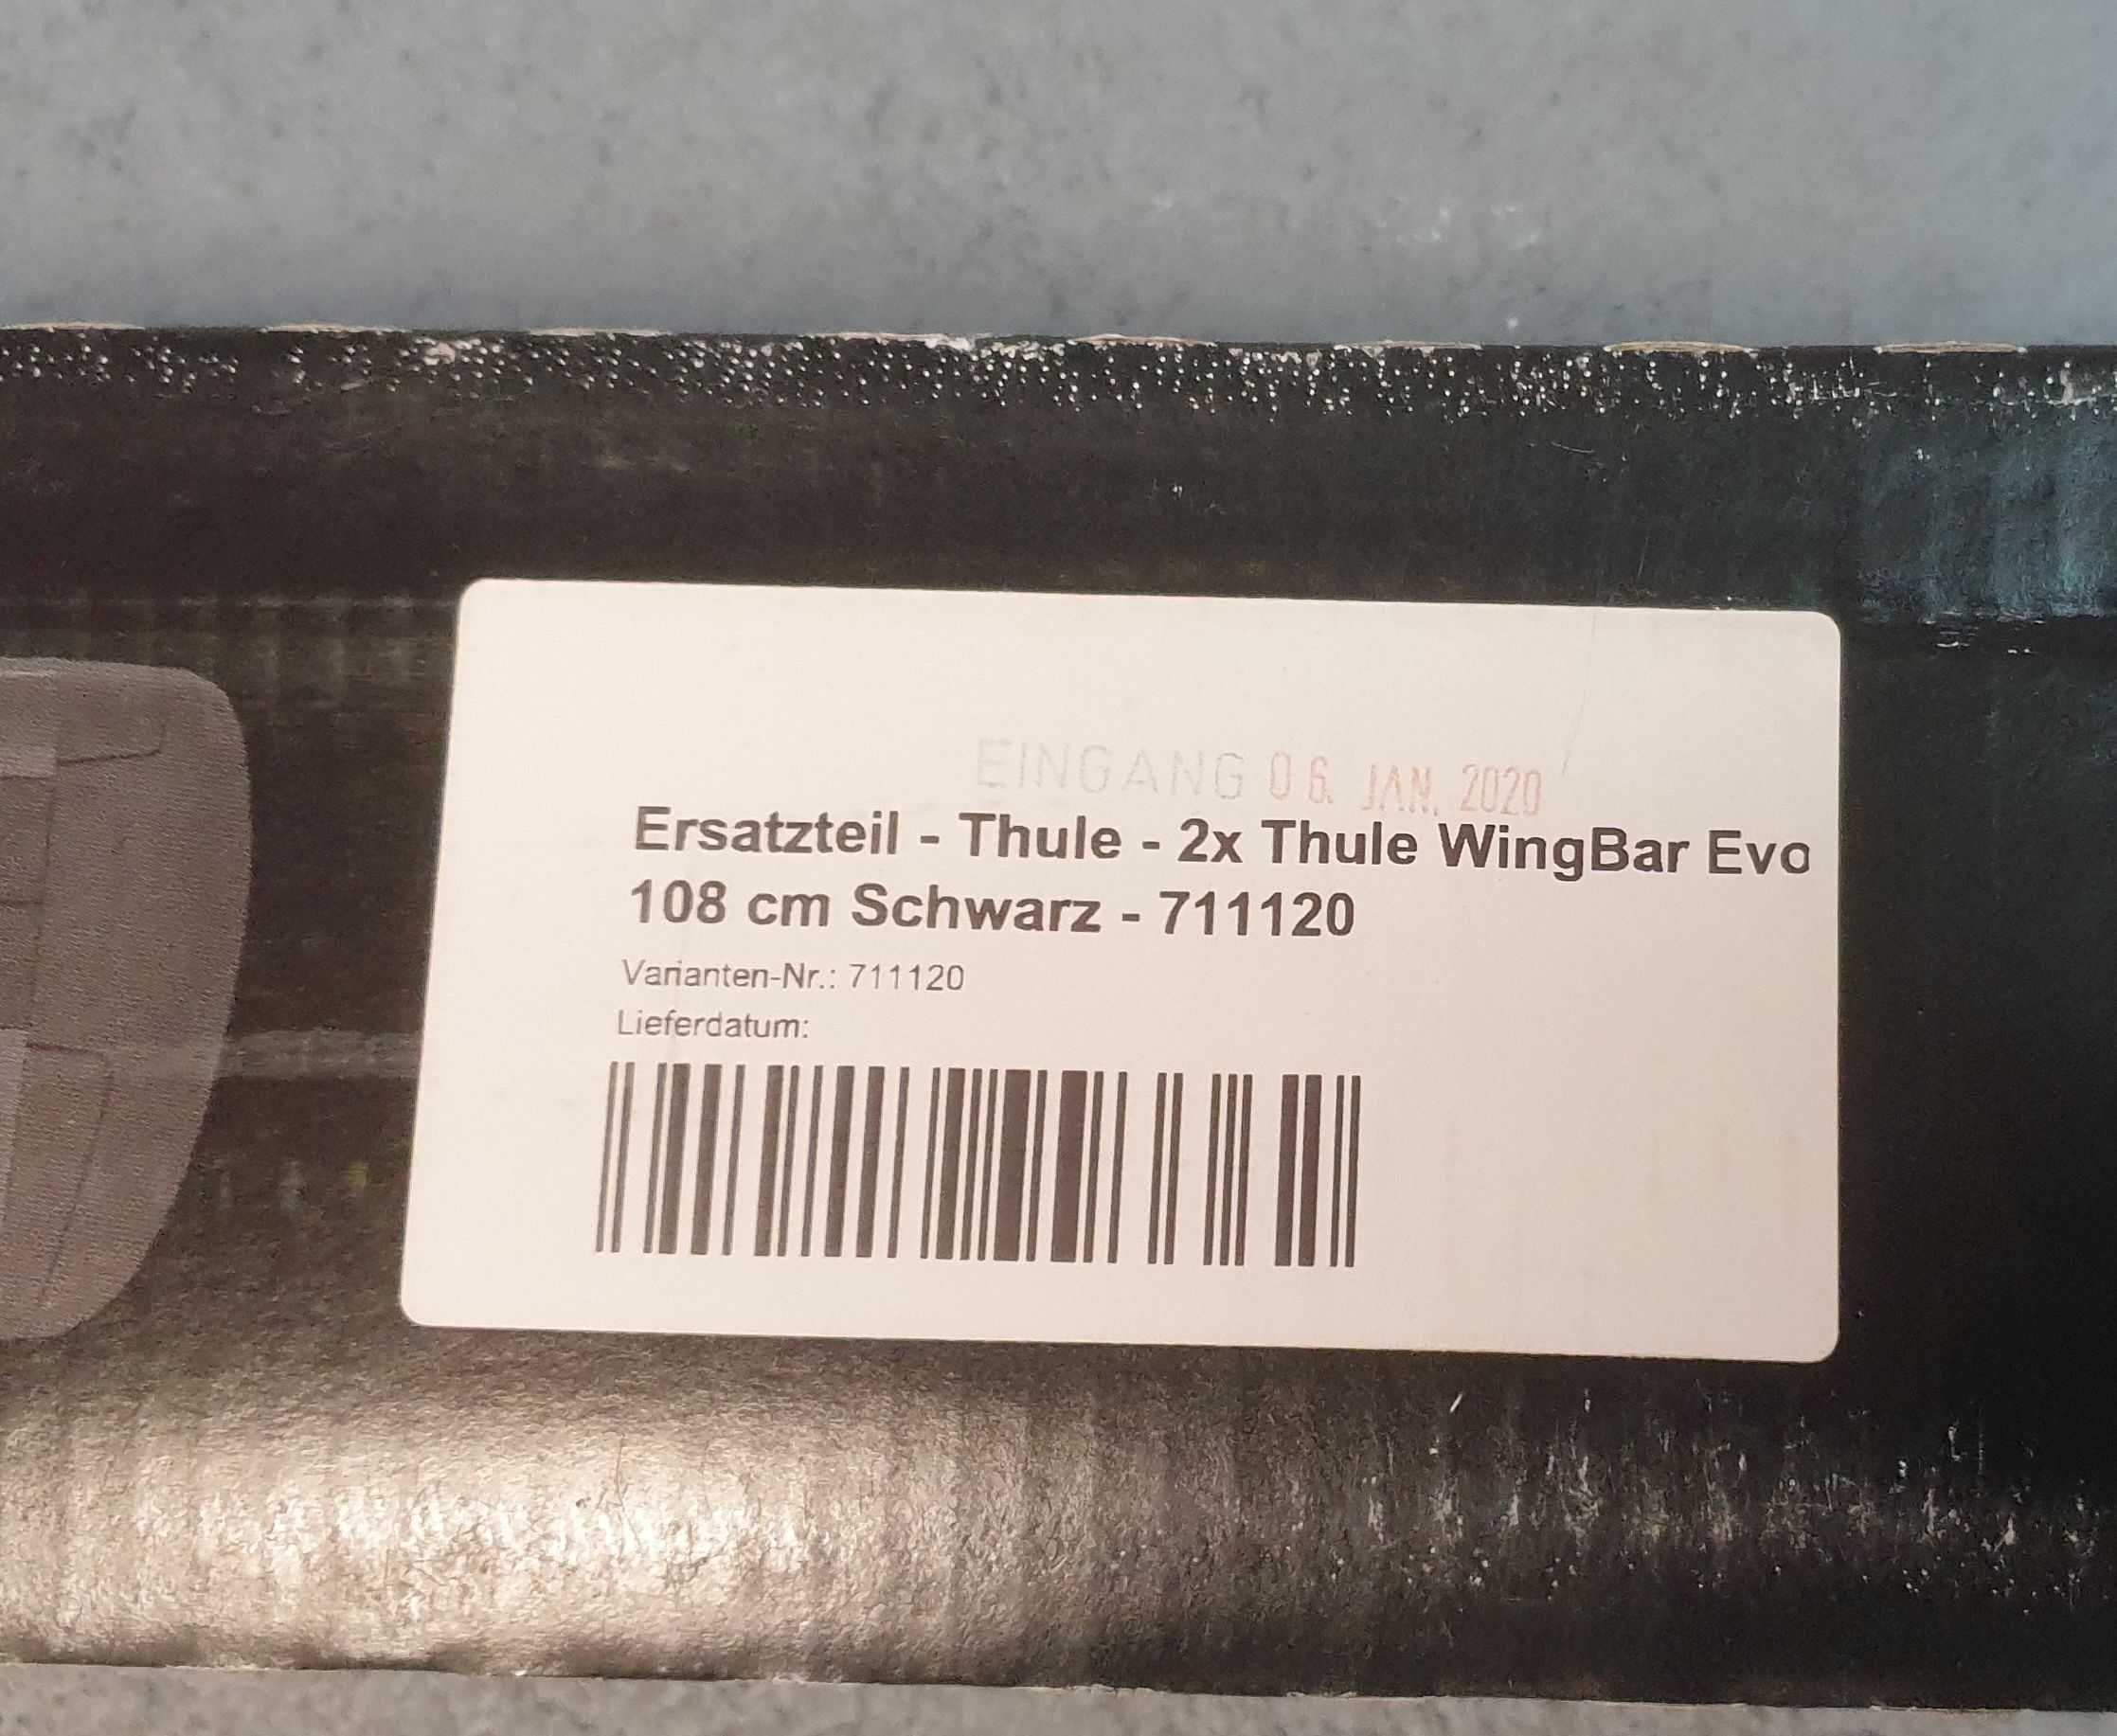 EINGANG 06. JAN. 2020
Ersatzteil - Thule - 2x Thule WingBar Evo
108 cm Schwarz - 711120
Varianten-Nr.: 711120
Lieferdatum: